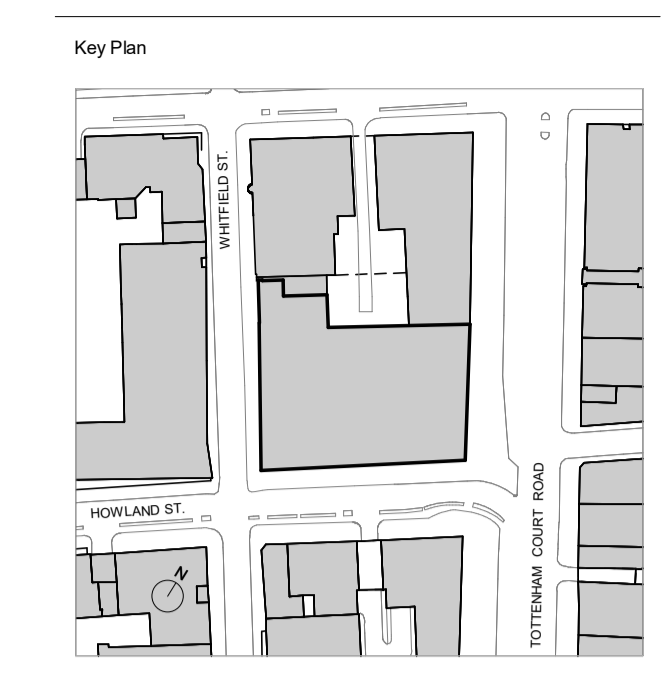 Key Plan
WHITFIELD ST.
HOWLAND ST.
TOTTENHAM COURT ROAD
N